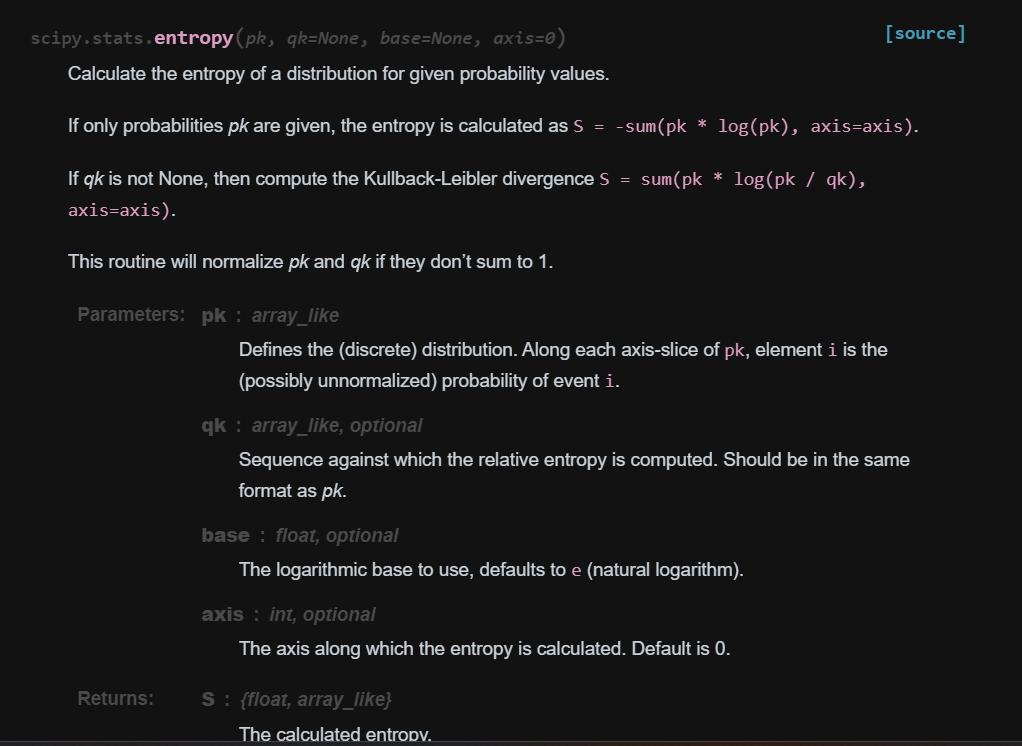 scipy.stats.entropy(pk, qk=None, base=None, axis=0) [source]
Calculate the entropy of a distribution for given probability values.
If only probabilities pk are given, the entropy is calculated as S = -sum(pk * log(pk), axis=axis).
If qk is not None, then compute the Kullback-Leibler divergence S = sum(pk * log(pk / qk),
axis=axis).
This routine will normalize pk and qk if they don’t sum to 1.
Parameters: pk : array_like
Defines the (discrete) distribution. Along each axis-slice of pk, element i is the
(possibly unnormalized) probability of event i.
qk : array_like, optional
Sequence against which the relative entropy is computed. Should be in the same
format as pk.
base : float, optional
The logarithmic base to use, defaults to e (natural logarithm).
axis : int, optional
The axis along which the entropy is calculated. Default is 0.
Returns: S : {float, array_like}
The calculated entropy.